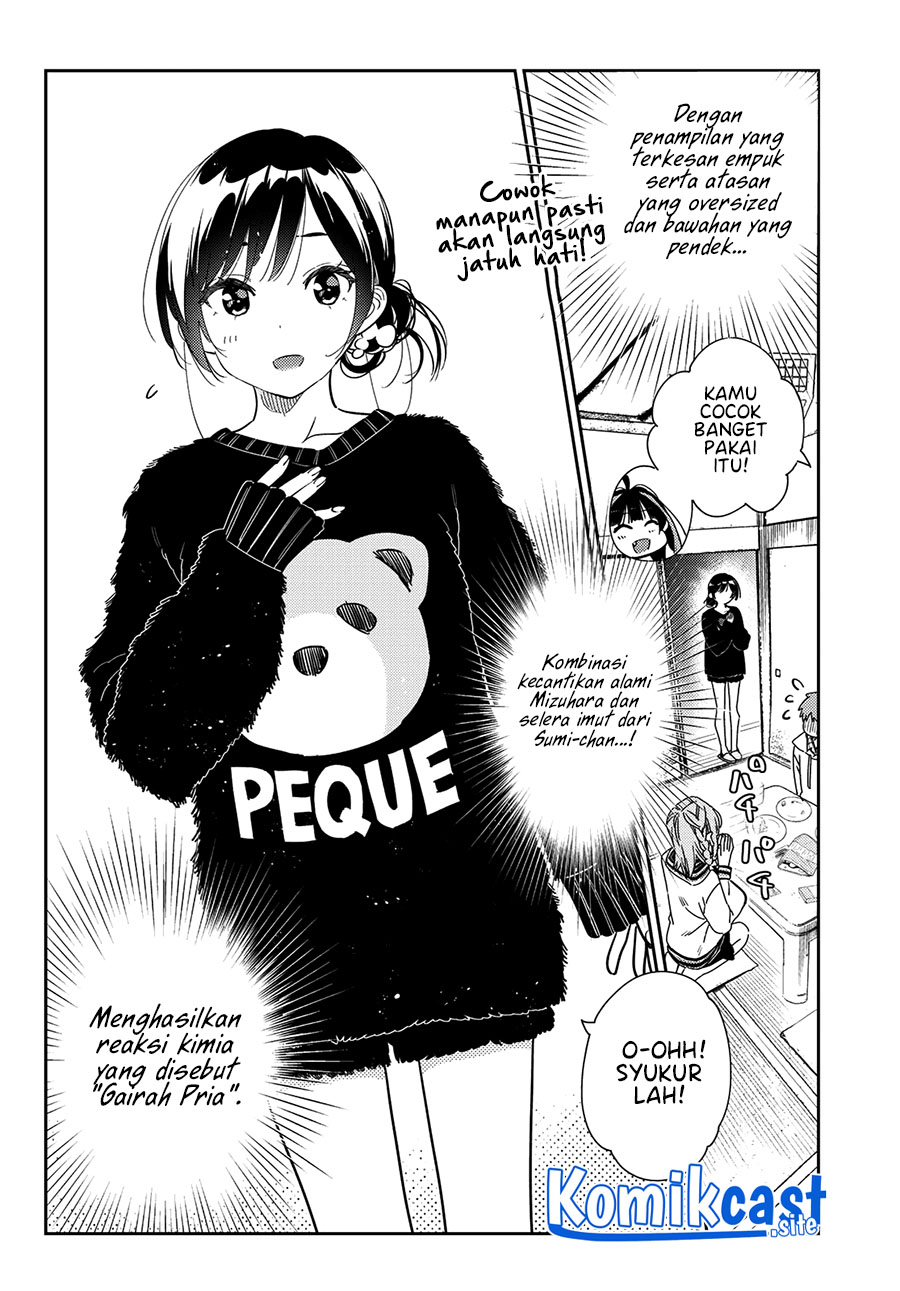 Dengan
penampilan yang
terkesan empuk
serta atasan
yang oversized
dan bawahan yang
pendek...
Cowok
manapun pasti
akan langsung
jatuh hati!
KAMU
COCOK
BANGET
PAKAI
ITU!
Kombinasi
kecantikan alami
Mizuhara dan
selera imut dari
Sumi-chan...!
PEQUE
パチ
パチ
Menghasilkan
reaksi kimia
yang disebut
"Gairah Pria".
O-OHH!
SYUKUR
LAH!
Komikcast
.site